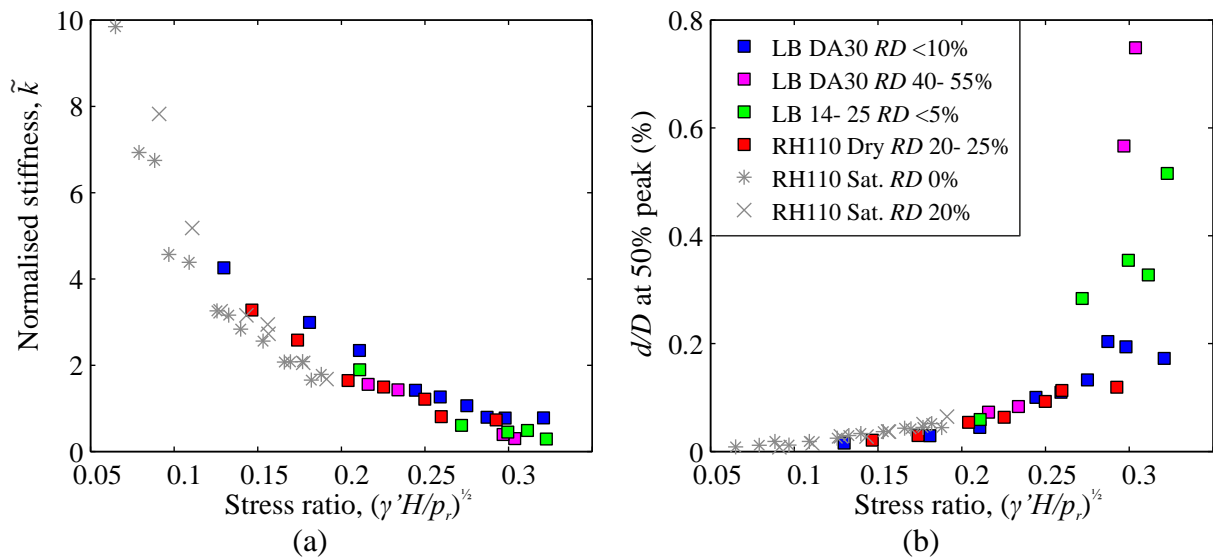 10
8
6
4
2
0
0.05 0.1 0.15 0.2 0.25 0.3
Normalised stiffness, k̃
Stress ratio, (γ’H/pᵣ)^½
(a)
0.8
0.6
0.4
0.2
0
0.05 0.1 0.15 0.2 0.25 0.3
d/D at 50% peak (%)
LB DA30 RD <10%
LB DA30 RD 40- 55%
LB 14- 25 RD <5%
RH110 Dry RD 20- 25%
RH110 Sat. RD 0%
RH110 Sat. RD 20%
Stress ratio, (γ’H/pᵣ)^½
(b)